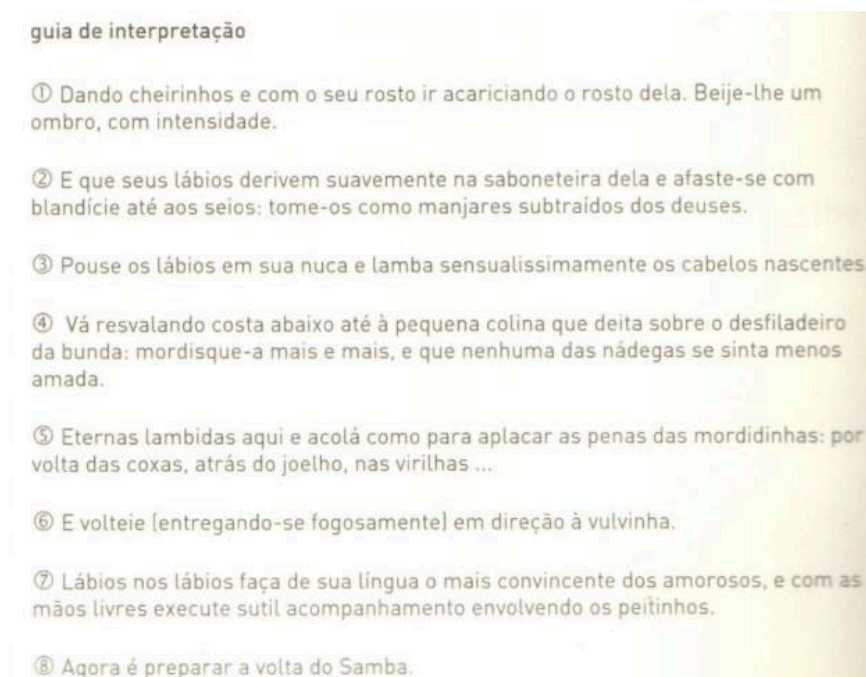 guia de interpretação
① Dando cheirinhos e com o seu rosto ir acariciando o rosto dela. Beije-lhe um
ombro, com intensidade.
② E que seus lábios derivem suavemente na saboneteira dela e afaste-se com
blandície até aos seios: tome-os como manjares subtraídos dos deuses.
③ Pouse os lábios em sua nuca e lamba sensualissimamente os cabelos nascentes
④ Vá resvalando costa abaixo até à pequena colina que deita sobre o desfiladeiro
da bunda: mordisque-a mais e mais, e que nenhuma das nádegas se sinta menos
amada.
⑤ Eternas lambidas aqui e acolá como para aplacar as penas das mordidinhas: por
volta das coxas, atrás do joelho, nas virilhas ...
⑥ E volteie (entregando-se fogosamente) em direção à vulvinha.
⑦ Lábios nos lábios faça de sua língua o mais convincente dos amorosos, e com as
mãos livres execute sutil acompanhamento envolvendo os peitinhos.
⑧ Agora é preparar a volta do Samba.